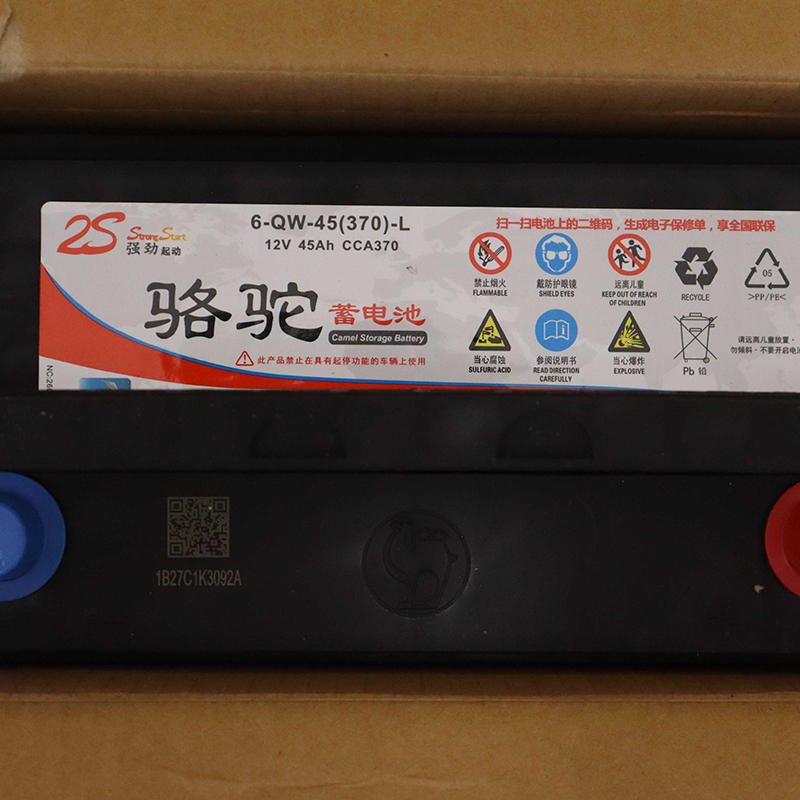 2S
Strong Start
强劲起动
6-QW-45(370)-L
12V 45Ah CCA370
骆驼 蓄电池
Camel Storage Battery
此产品禁止在具有起停功能的车辆上使用
扫一扫电池上的二维码，生成电子保修单，享全国联保
禁止烟火
FLAMMABLE
戴防护眼镜
SHIELD EYES
远离儿童
KEEP OUT OF REACH
OF CHILDREN
RECYCLE
05
>PP/PE<
当心腐蚀
SULFURIC ACID
参阅说明书
READ DIRECTION
CAREFULLY
当心爆炸
EXPLOSIVE
Pb 铅
请远离儿童放置，
勿倾斜，不要开启电池
1B27C1K3092A